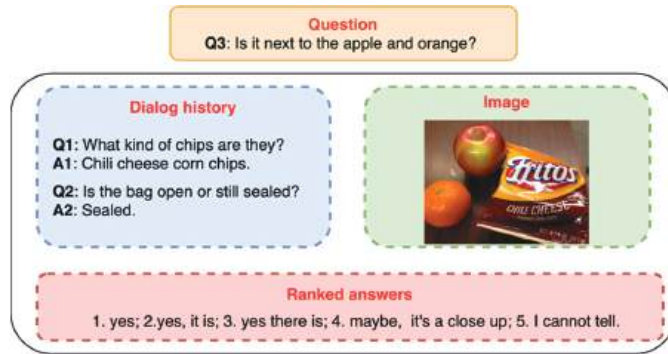 Question
Q3: Is it next to the apple and orange?
Dialog history
Q1: What kind of chips are they?
A1: Chili cheese corn chips.
Q2: Is the bag open or still sealed?
A2: Sealed.
Image
Fritos
CHILI CHEESE
Ranked answers
1. yes; 2.yes, it is; 3. yes there is; 4. maybe, it's a close up; 5. I cannot tell.